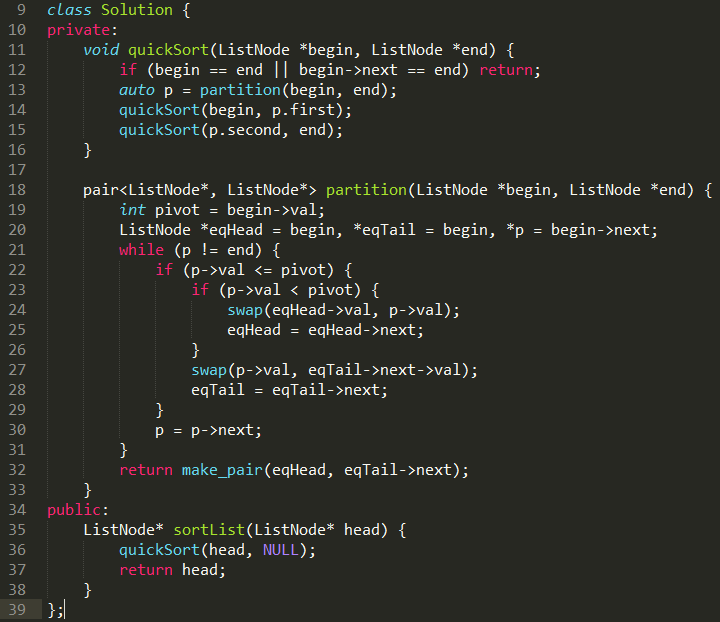 9 class Solution {
10 private:
11     void quickSort(ListNode *begin, ListNode *end) {
12         if (begin == end || begin->next == end) return;
13         auto p = partition(begin, end);
14         quickSort(begin, p.first);
15         quickSort(p.second, end);
16     }
17
18     pair<ListNode*, ListNode*> partition(ListNode *begin, ListNode *end) {
19         int pivot = begin->val;
20         ListNode *eqHead = begin, *eqTail = begin, *p = begin->next;
21         while (p != end) {
22             if (p->val <= pivot) {
23                 if (p->val < pivot) {
24                     swap(eqHead->val, p->val);
25                     eqHead = eqHead->next;
26                 }
27                 swap(p->val, eqTail->next->val);
28                 eqTail = eqTail->next;
29             }
30             p = p->next;
31         }
32         return make_pair(eqHead, eqTail->next);
33     }
34 public:
35     ListNode* sortList(ListNode* head) {
36         quickSort(head, NULL);
37         return head;
38     }
39 };